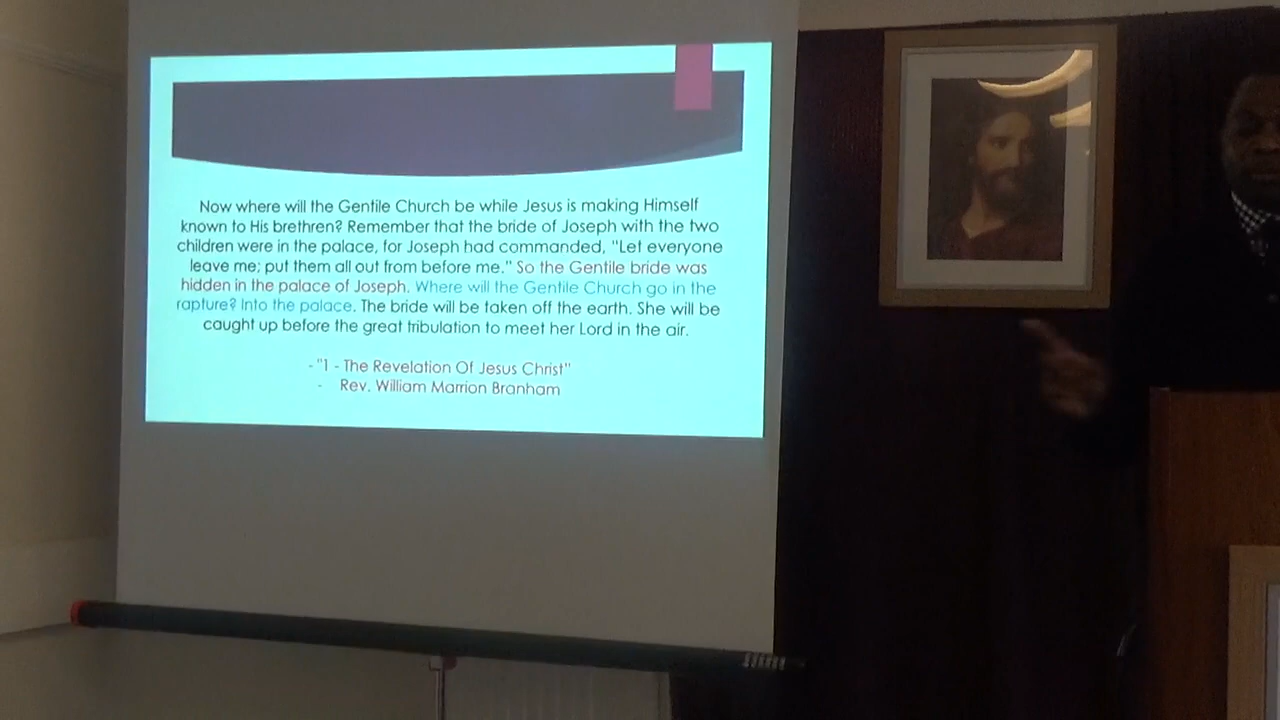 Now where will the Gentile Church be while Jesus is making Himself
known to His brethren? Remember that the bride of Joseph with the two
children were in the palace, for Joseph had commanded, "Let everyone
leave me; put them all out from before me." So the Gentile bride was
hidden in the palace of Joseph. Where will the Gentile Church go in the
rapture? Into the palace. The bride will be taken off the earth. She will be
caught up before the great tribulation to meet her Lord in the air.
- "1 - The Revelation Of Jesus Christ"
- Rev. William Marrion Branham